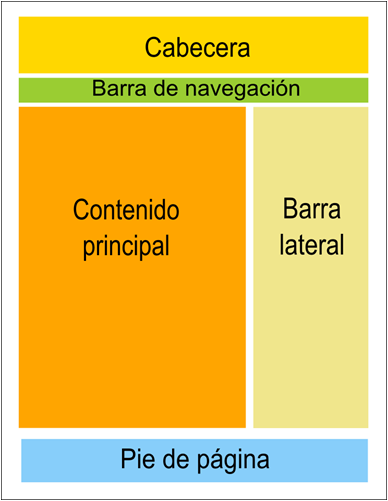 Cabecera
Barra de navegación
Contenido
principal
Barra
lateral
Pie de página